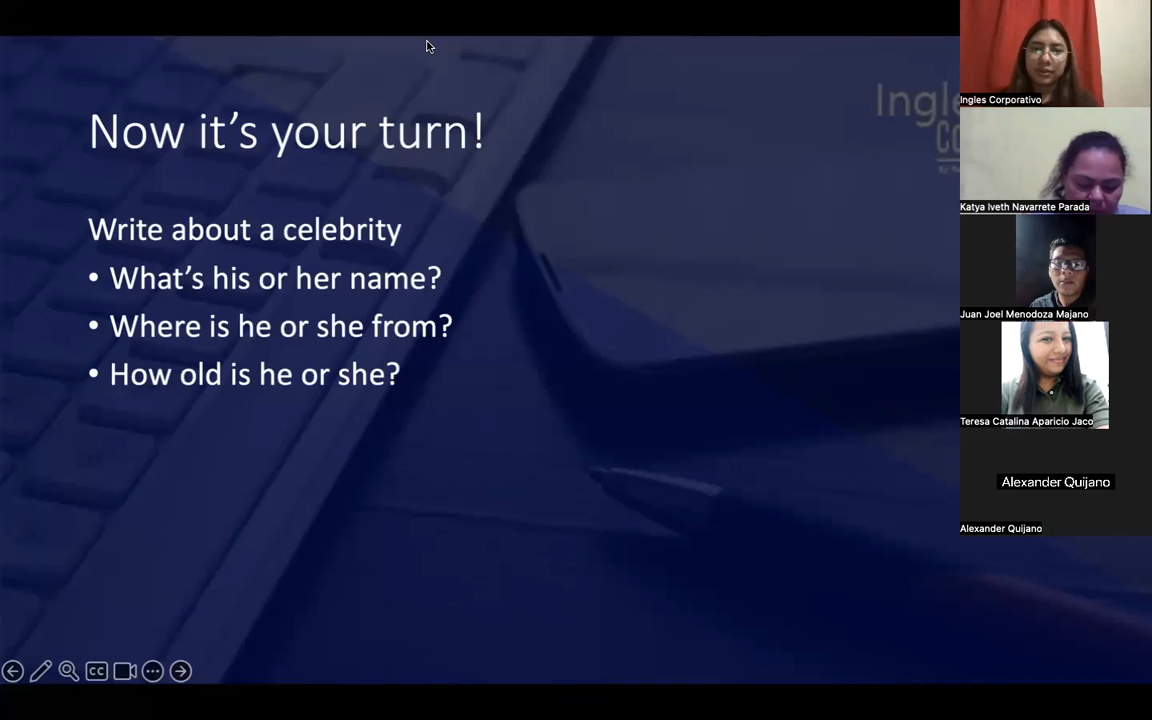 Now it's your turn!
Write about a celebrity
• What's his or her name?
• Where is he or she from?
• How old is he or she?
Ingles Corporativo
Katya Iveth Navarrete Parada
Juan Joel Menodoza Majano
Teresa Catalina Aparicio Jaco
Alexander Quijano
Alexander Quijano
CC